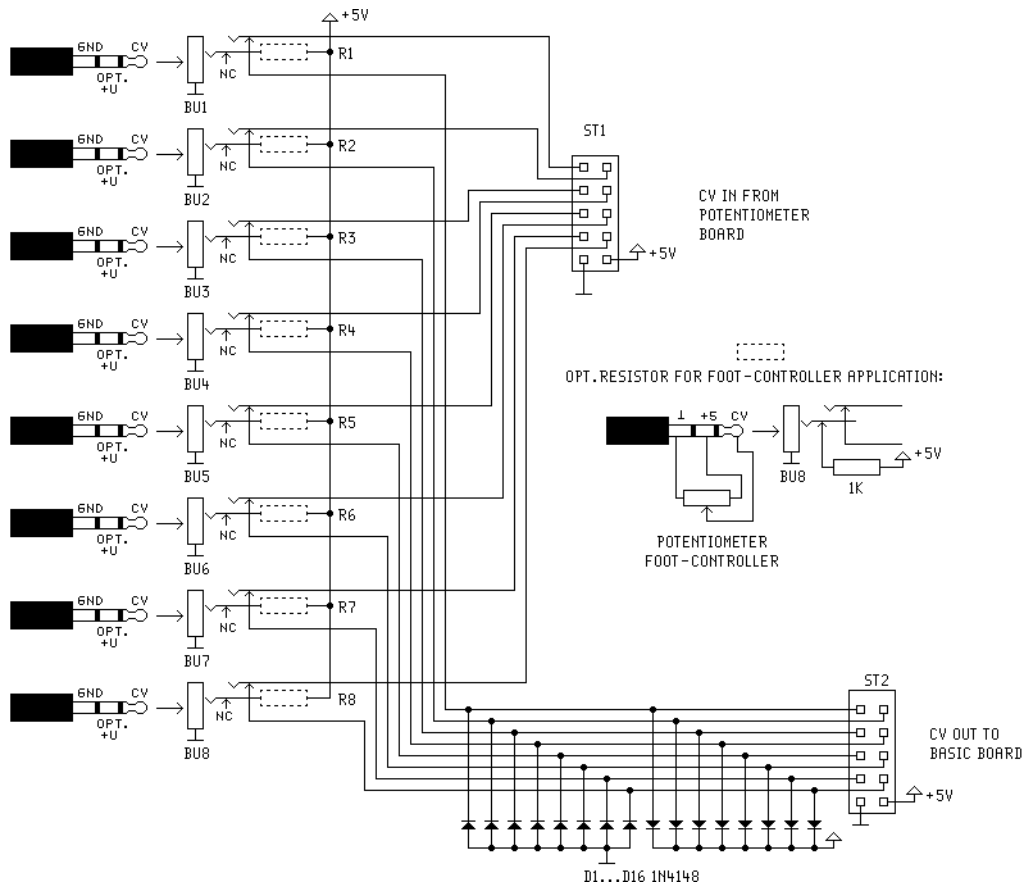 +5V
GND CV
OPT.
+U
BU1
NC
R1
GND CV
OPT.
+U
BU2
NC
R2
GND CV
OPT.
+U
BU3
NC
R3
GND CV
OPT.
+U
BU4
NC
R4
GND CV
OPT.
+U
BU5
NC
R5
GND CV
OPT.
+U
BU6
NC
R6
GND CV
OPT.
+U
BU7
NC
R7
GND CV
OPT.
+U
BU8
NC
R8
ST1
CV IN FROM
POTENTIOMETER
BOARD
+5V
OPT.RESISTOR FOR FOOT-CONTROLLER APPLICATION:
+5 CV
BU8
+5V
1K
POTENTIOMETER
FOOT-CONTROLLER
ST2
CV OUT TO
BASIC BOARD
+5V
D1...D16 1N4148